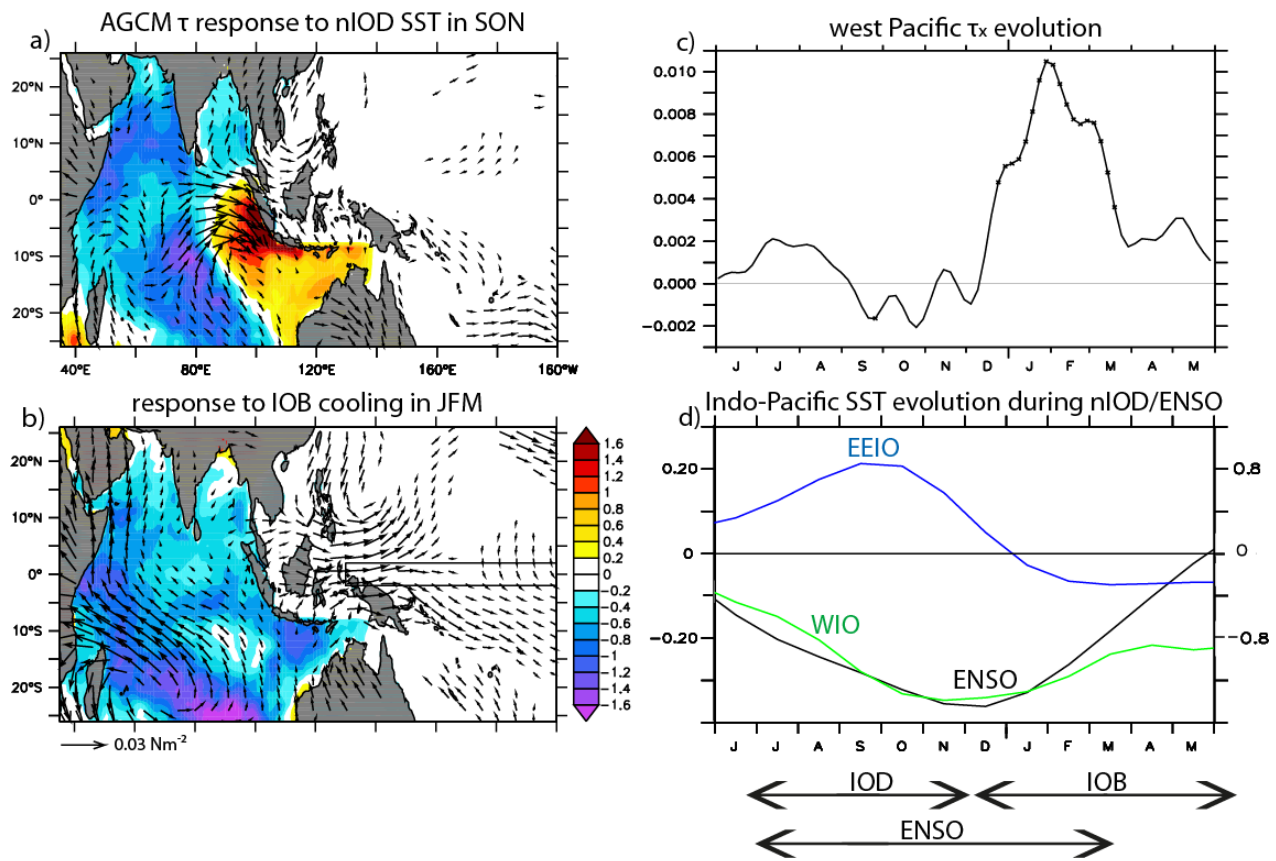 AGCM τ response to nIOD SST in SON
a)
20°N
10°N
0°
10°S
20°S
40°E 80°E 120°E 160°E 160°W
response to IOB cooling in JFM
b)
20°N
10°N
0°
10°S
20°S
0.03 Nm-2
1.6
1.4
1.2
1
0.8
0.6
0.4
0.2
-0.2
-0.4
-0.6
-0.8
-1
-1.2
-1.4
-1.6
west Pacific τx evolution
c)
0.010
0.008
0.006
0.004
0.002
0.000
-0.002
J J A S O N D J F M A M
Indo-Pacific SST evolution during nIOD/ENSO
d)
EEIO
0.20 0.8
0 0
WIO
-0.20 -0.8
ENSO
J J A S O N D J F M A M
IOD IOB
ENSO